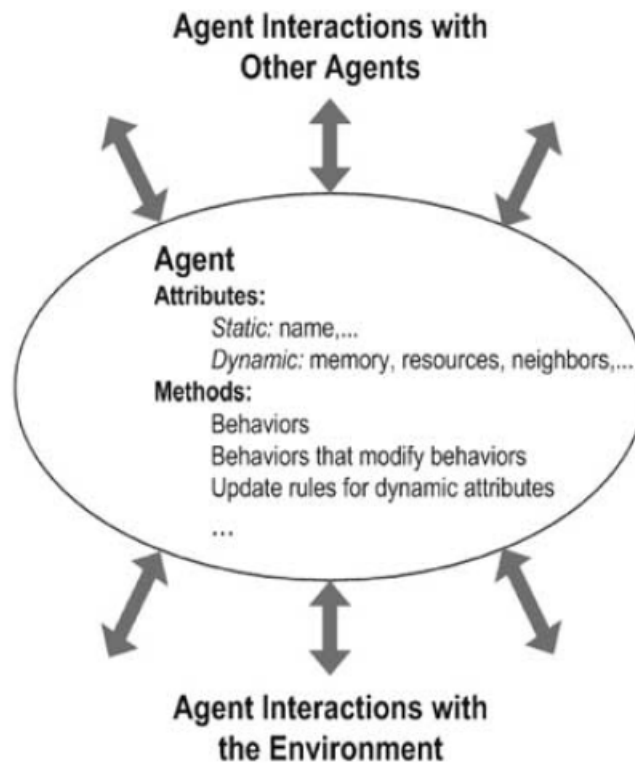 Agent Interactions with
Other Agents
Agent
Attributes:
Static: name,...
Dynamic: memory, resources, neighbors,...
Methods:
Behaviors
Behaviors that modify behaviors
Update rules for dynamic attributes
...
Agent Interactions with
the Environment